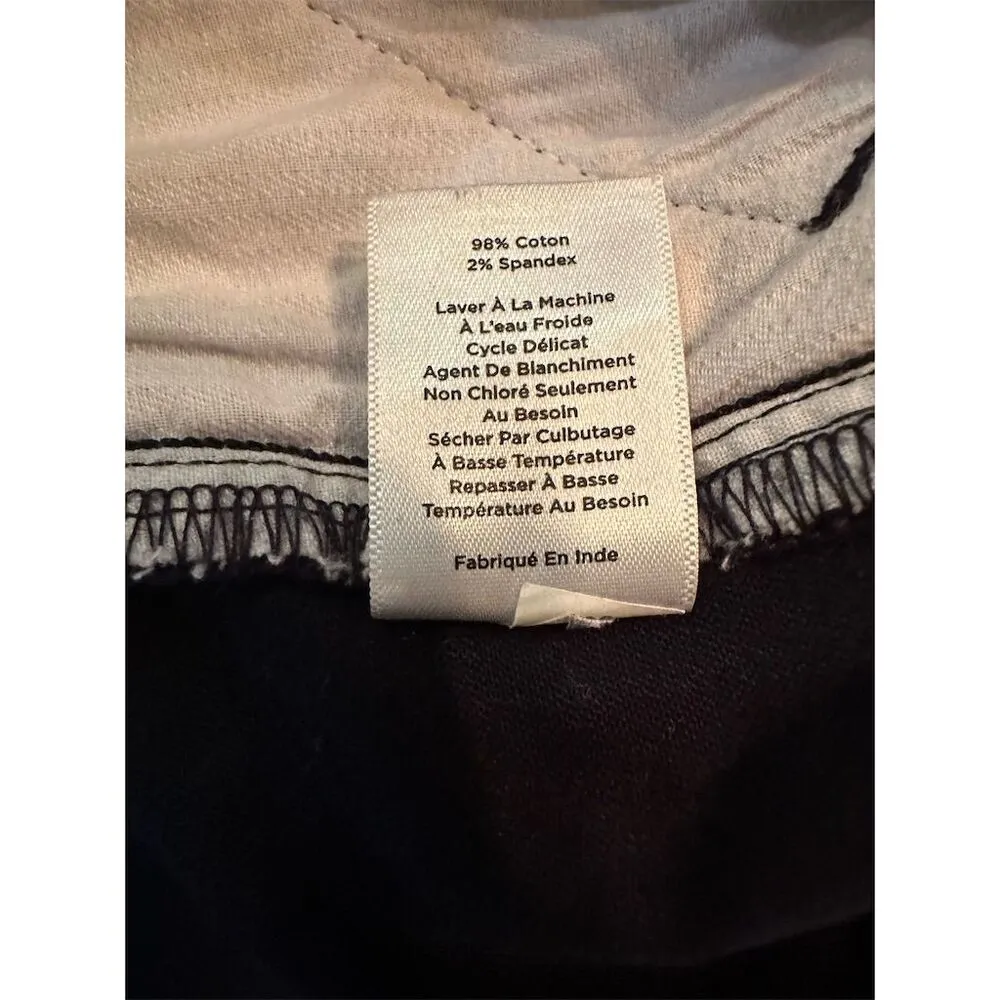 98% Coton
2% Spandex
Laver À La Machine
À L'eau Froide
Cycle Délicat
Agent De Blanchiment
Non Chloré Seulement
Au Besoin
Sécher Par Culbutage
À Basse Température
Repasser À Basse
Température Au Besoin
Fabriqué En Inde